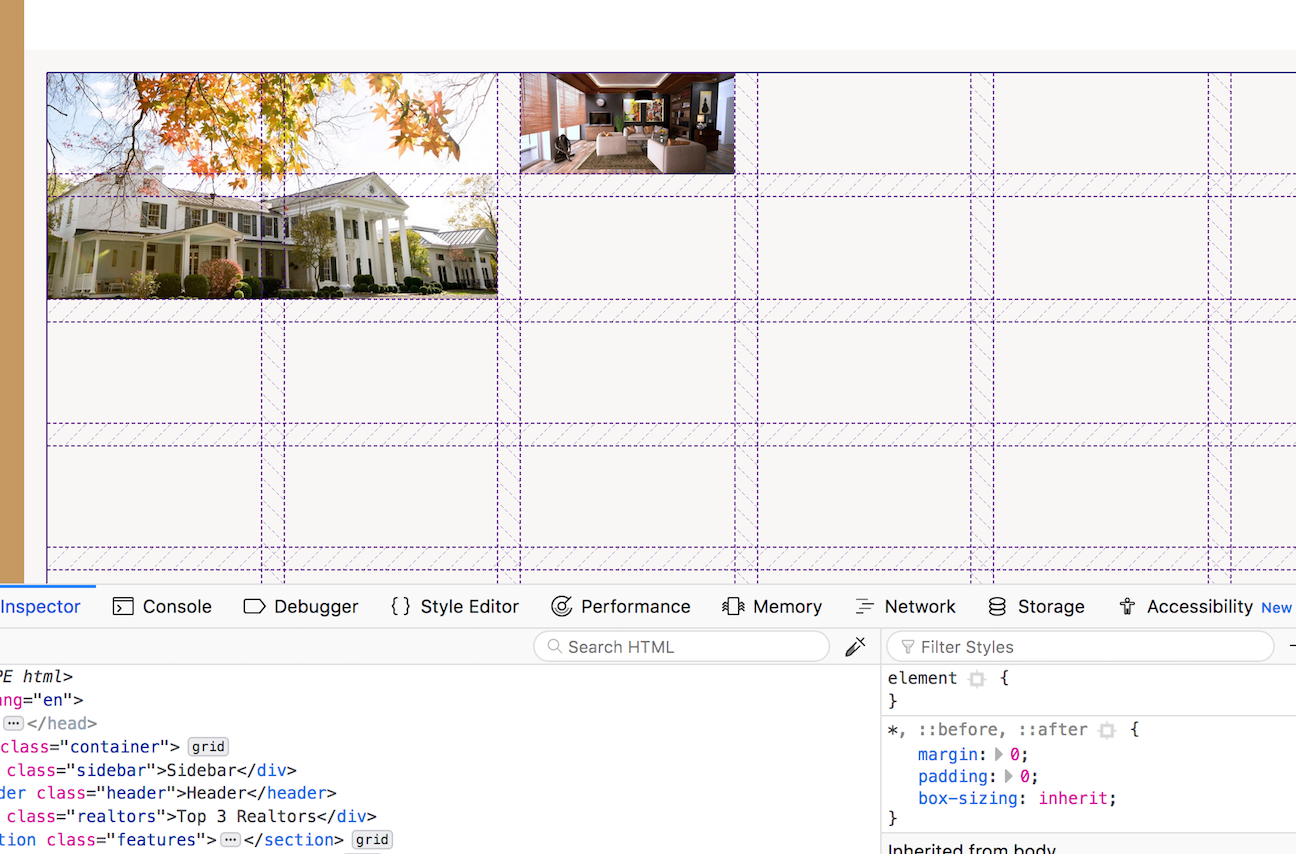 Inspector Console Debugger {} Style Editor Performance Memory Network Storage Accessibility New
Search HTML
Filter Styles
PE html>
ang="en">
</head>
class="container"> grid
class="sidebar">Sidebar</div>
der class="header">Header</header>
class="realtors">Top 3 Realtors</div>
tion class="features"> </section> grid
element {
}
*, ::before, ::after {
margin: 0;
padding: 0;
box-sizing: inherit;
}
Inherited from body